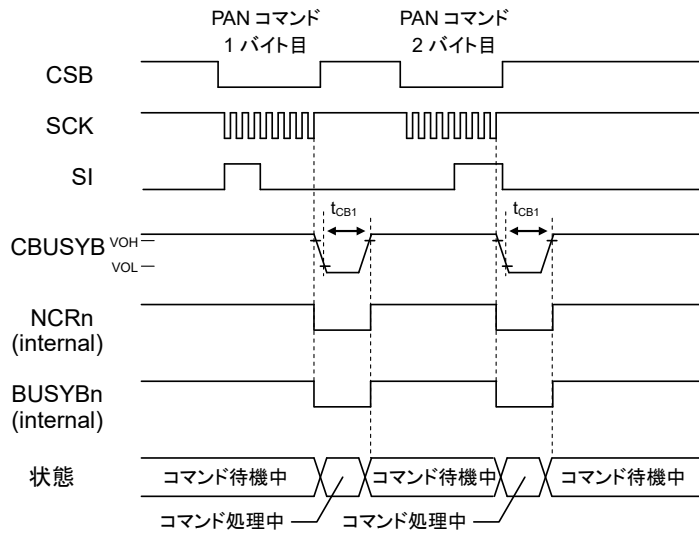 PAN コマンド
1 バイト目
PAN コマンド
2 バイト目
CSB
SCK
SI
tCB1
tCB1
CBUSYB
VOH
VOL
NCRn
(internal)
BUSYBn
(internal)
状態
コマンド待機中
コマンド待機中
コマンド待機中
コマンド処理中
コマンド処理中